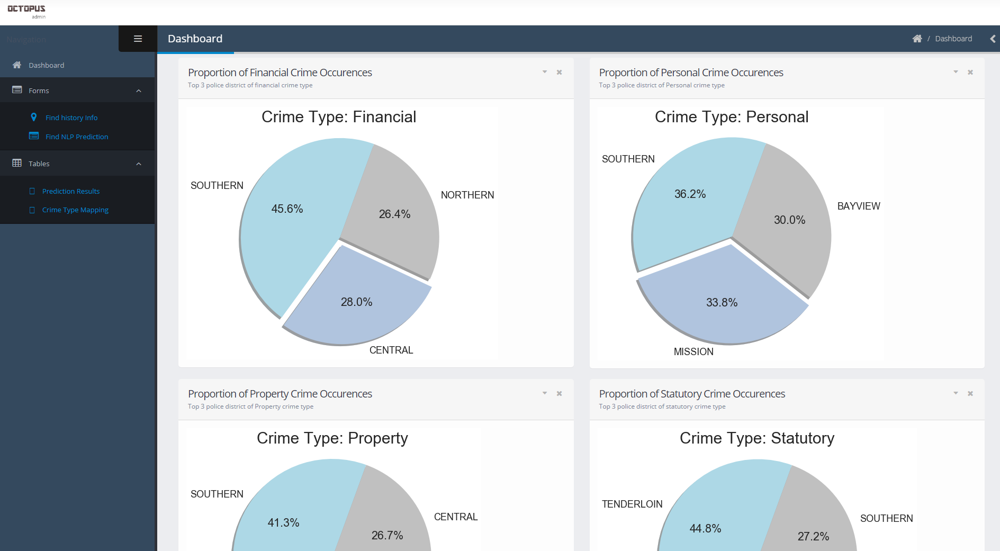 OCTOPUS
admin
Navigation
Dashboard
Dashboard
/ Dashboard
Forms
Find history Info
Find NLP Prediction
Tables
Prediction Results
Crime Type Mapping
Proportion of Financial Crime Occurences
Top 3 police district of financial crime type
Crime Type: Financial
SOUTHERN
NORTHERN
45.6%
26.4%
28.0%
CENTRAL
Proportion of Personal Crime Occurences
Top 3 police district of Personal crime type
Crime Type: Personal
SOUTHERN
36.2%
BAYVIEW
30.0%
33.8%
MISSION
Proportion of Property Crime Occurences
Top 3 police district of Property crime type
Crime Type: Property
SOUTHERN
CENTRAL
41.3%
26.7%
Proportion of Statutory Crime Occurences
Top 3 police district of statutory crime type
Crime Type: Statutory
TENDERLOIN
SOUTHERN
44.8%
27.2%